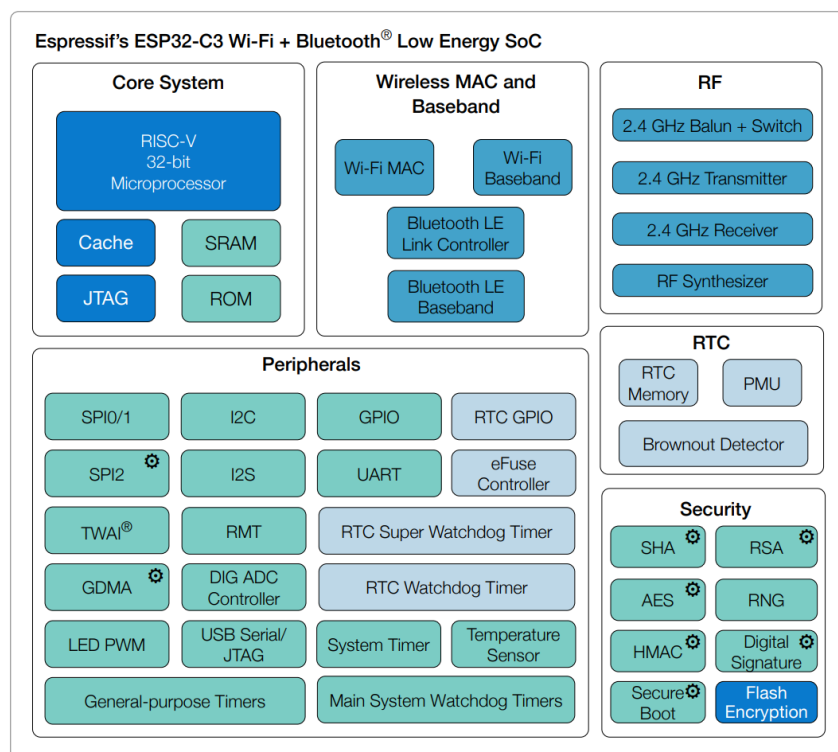 Espressif's ESP32-C3 Wi-Fi + Bluetooth® Low Energy SoC
Core System
RISC-V
32-bit
Microprocessor
Cache
SRAM
JTAG
ROM
Wireless MAC and
Baseband
Wi-Fi MAC
Wi-Fi
Baseband
Bluetooth LE
Link Controller
Bluetooth LE
Baseband
RF
2.4 GHz Balun + Switch
2.4 GHz Transmitter
2.4 GHz Receiver
RF Synthesizer
RTC
RTC
Memory
PMU
Brownout Detector
Peripherals
SPI0/1
I2C
GPIO
RTC GPIO
SPI2
I2S
UART
eFuse
Controller
TWAI®
RMT
RTC Super Watchdog Timer
GDMA
DIG ADC
Controller
RTC Watchdog Timer
LED PWM
USB Serial/
JTAG
System Timer
Temperature
Sensor
General-purpose Timers
Main System Watchdog Timers
Security
SHA
RSA
AES
RNG
HMAC
Digital
Signature
Secure
Boot
Flash
Encryption